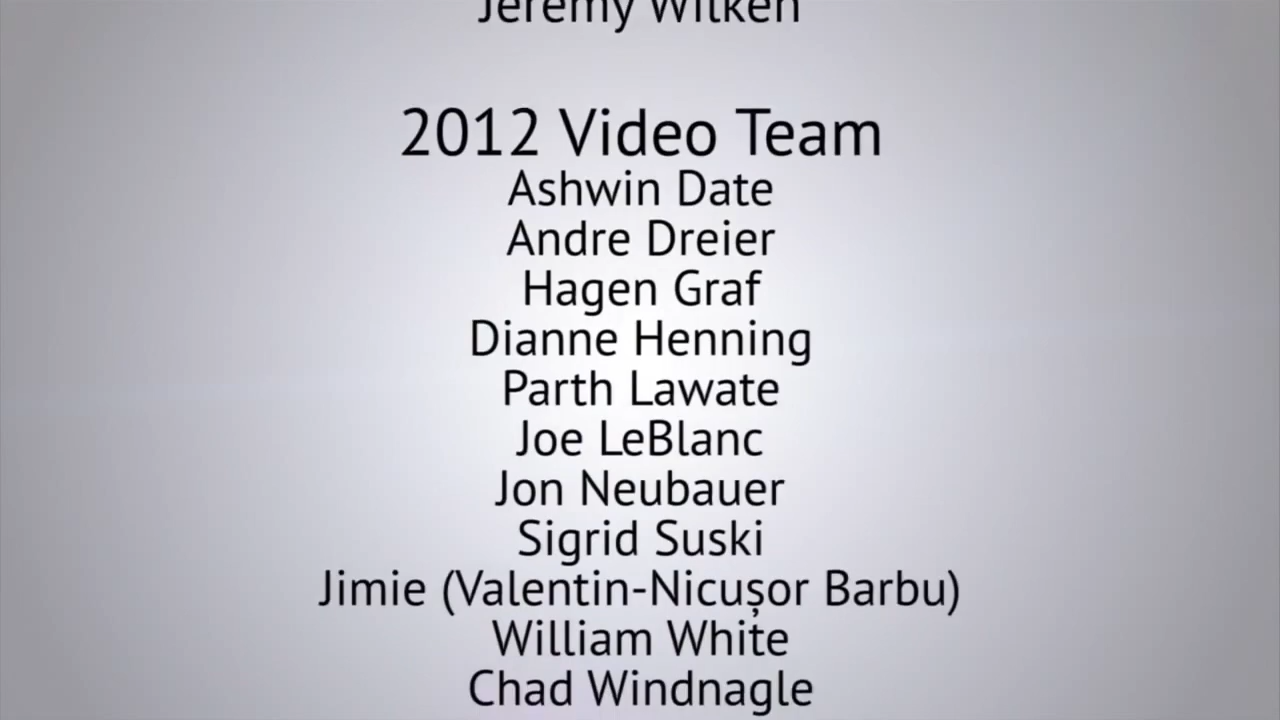 Jeremy Wilken
2012 Video Team
Ashwin Date
Andre Dreier
Hagen Graf
Dianne Henning
Parth Lawate
Joe LeBlanc
Jon Neubauer
Sigrid Suski
Jimie (Valentin-Nicușor Barbu)
William White
Chad Windnagle